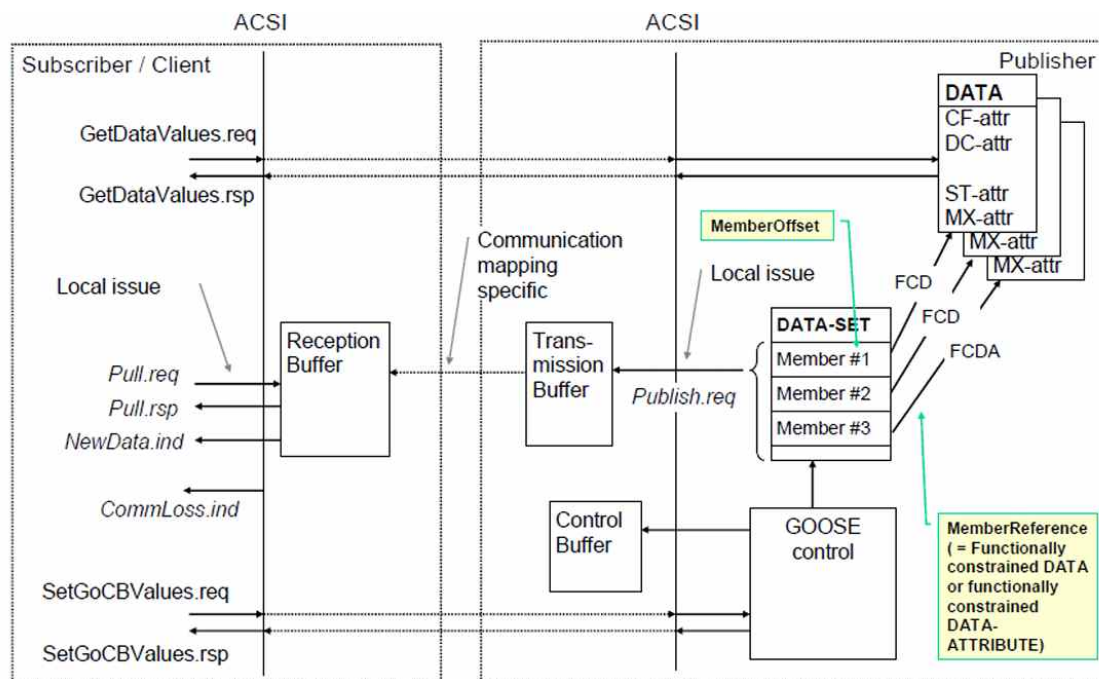 ACSI
ACSI
Subscriber / Client
Publisher
DATA
CF-attr
DC-attr
ST-attr
MX-attr
MX-attr
MX-attr
GetDataValues.req
GetDataValues.rsp
MemberOffset
Communication
mapping
specific
Local issue
Local issue
FCD
FCD
FCDA
DATA-SET
Member #1
Member #2
Member #3
Reception
Buffer
Trans-
mission
Buffer
Pull.req
Pull.rsp
NewData.ind
Publish.req
CommLoss.ind
Control
Buffer
GOOSE
control
MemberReference
( = Functionally
constrained DATA
or functionally
constrained
DATA-
ATTRIBUTE)
SetGoCBValues.req
SetGoCBValues.rsp